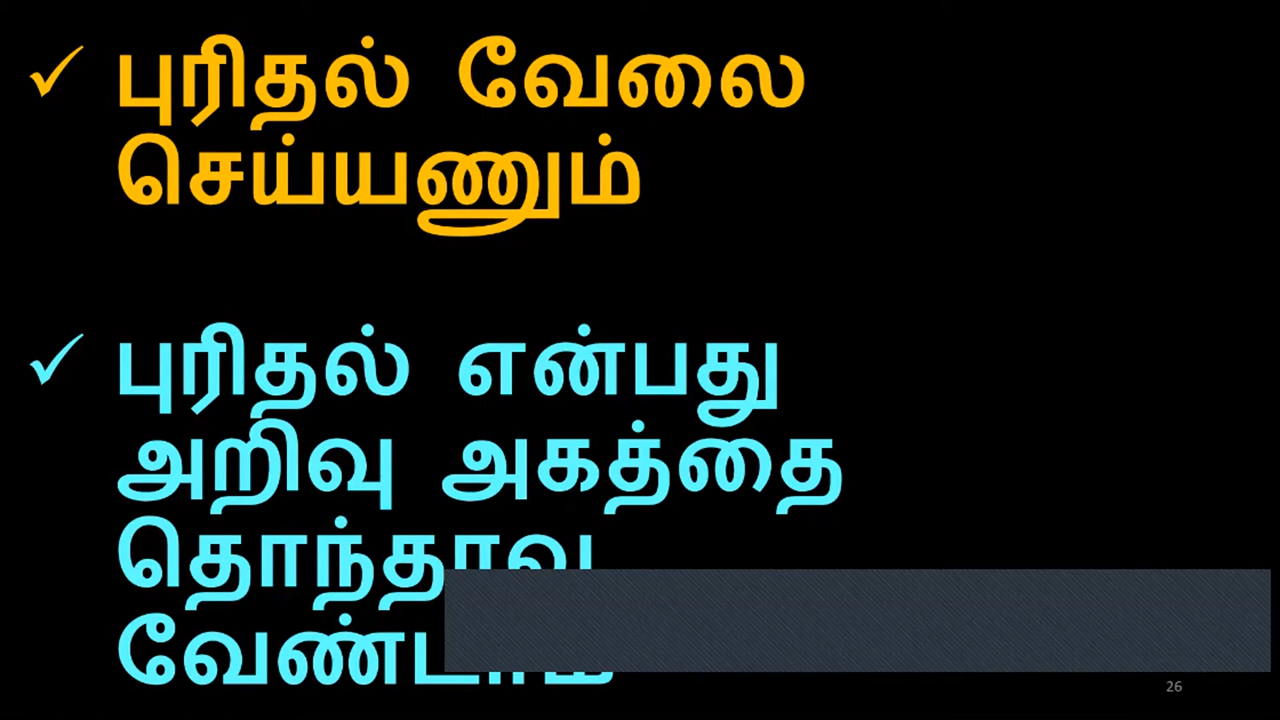 ✓ புரிதல் வேலை
செய்யணும்
✓ புரிதல் என்பது
அறிவு அகத்தை
26